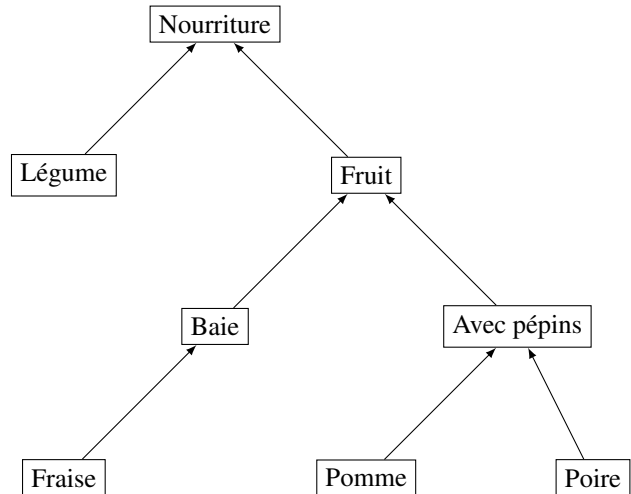 Nourriture
Légume
Fruit
Baie
Avec pépins
Fraise
Pomme
Poire